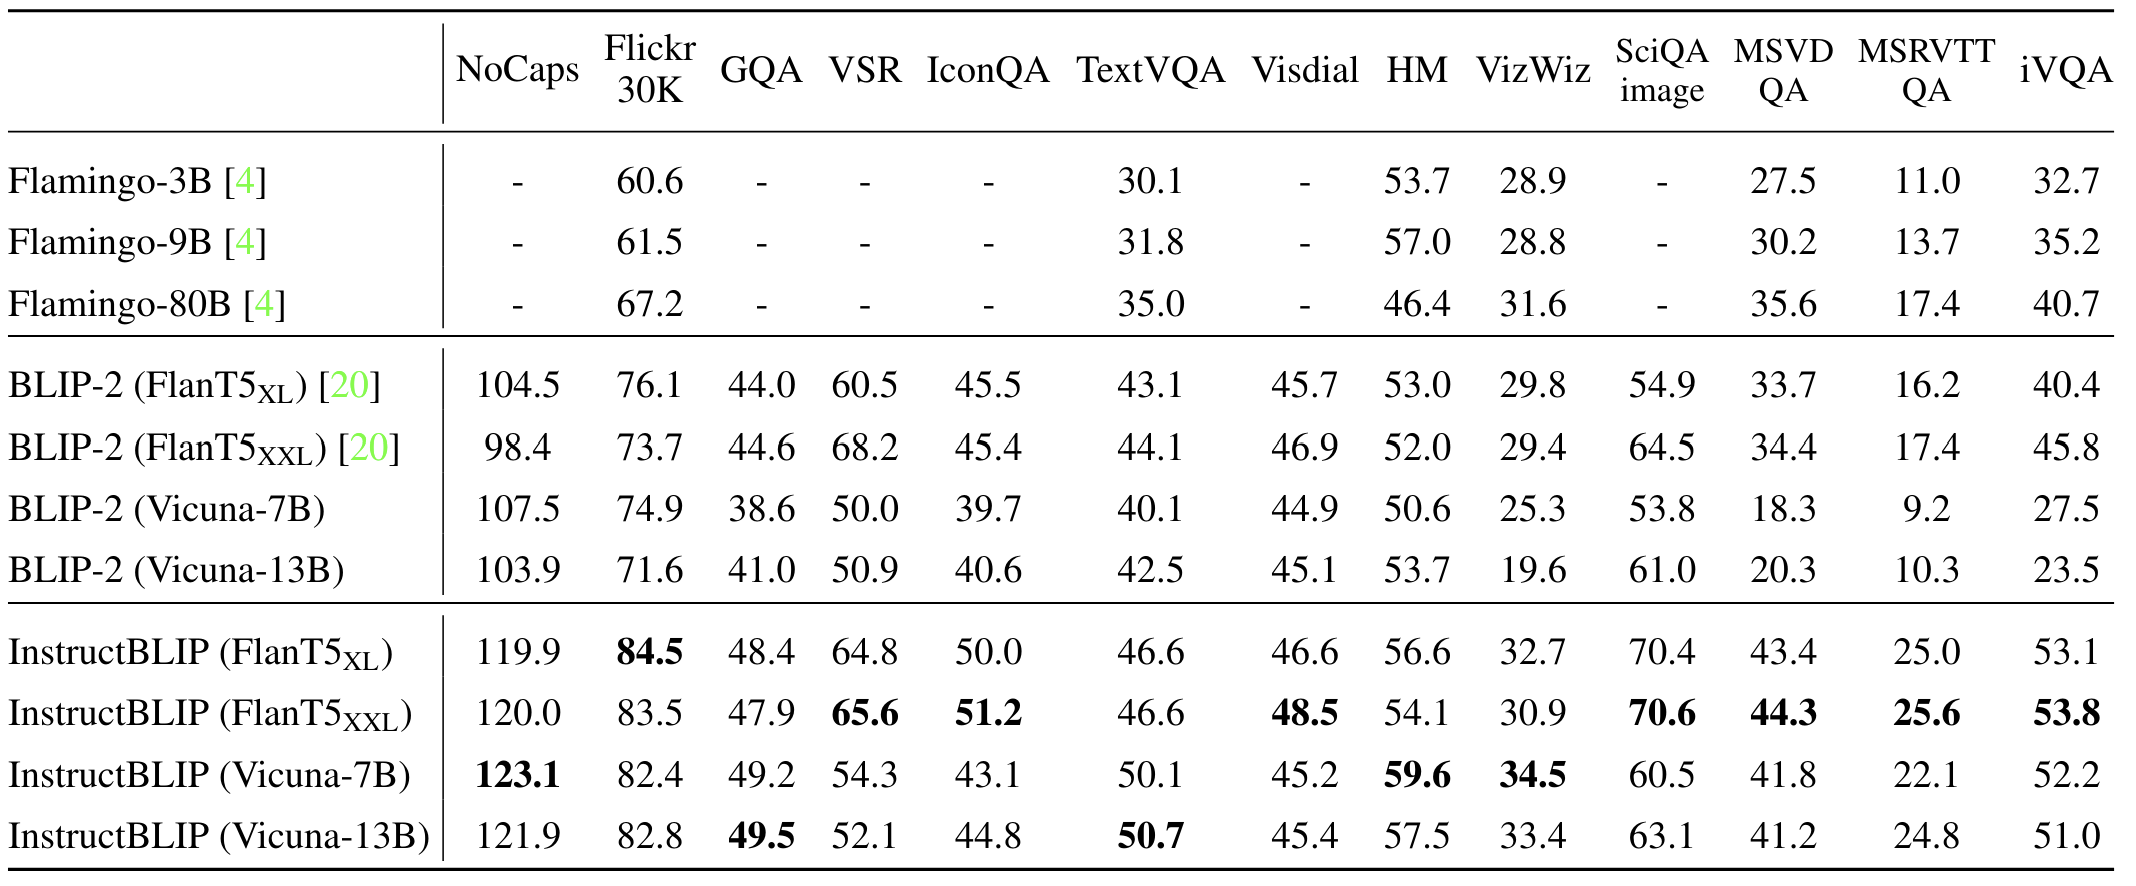 NoCaps Flickr 30K GQA VSR IconQA TextVQA Visdial HM VizWiz SciQA image MSVD QA MSRVTT QA iVQA
Flamingo-3B [4] - 60.6 - - - 30.1 - 53.7 28.9 - 27.5 11.0 32.7
Flamingo-9B [4] - 61.5 - - - 31.8 - 57.0 28.8 - 30.2 13.7 35.2
Flamingo-80B [4] - 67.2 - - - 35.0 - 46.4 31.6 - 35.6 17.4 40.7
BLIP-2 (FlanT5XL) [20] 104.5 76.1 44.0 60.5 45.5 43.1 45.7 53.0 29.8 54.9 33.7 16.2 40.4
BLIP-2 (FlanT5XXL) [20] 98.4 73.7 44.6 68.2 45.4 44.1 46.9 52.0 29.4 64.5 34.4 17.4 45.8
BLIP-2 (Vicuna-7B) 107.5 74.9 38.6 50.0 39.7 40.1 44.9 50.6 25.3 53.8 18.3 9.2 27.5
BLIP-2 (Vicuna-13B) 103.9 71.6 41.0 50.9 40.6 42.5 45.1 53.7 19.6 61.0 20.3 10.3 23.5
InstructBLIP (FlanT5XL) 119.9 84.5 48.4 64.8 50.0 46.6 46.6 56.6 32.7 70.4 43.4 25.0 53.1
InstructBLIP (FlanT5XXL) 120.0 83.5 47.9 65.6 51.2 46.6 48.5 54.1 30.9 70.6 44.3 25.6 53.8
InstructBLIP (Vicuna-7B) 123.1 82.4 49.2 54.3 43.1 50.1 45.2 59.6 34.5 60.5 41.8 22.1 52.2
InstructBLIP (Vicuna-13B) 121.9 82.8 49.5 52.1 44.8 50.7 45.4 57.5 33.4 63.1 41.2 24.8 51.0